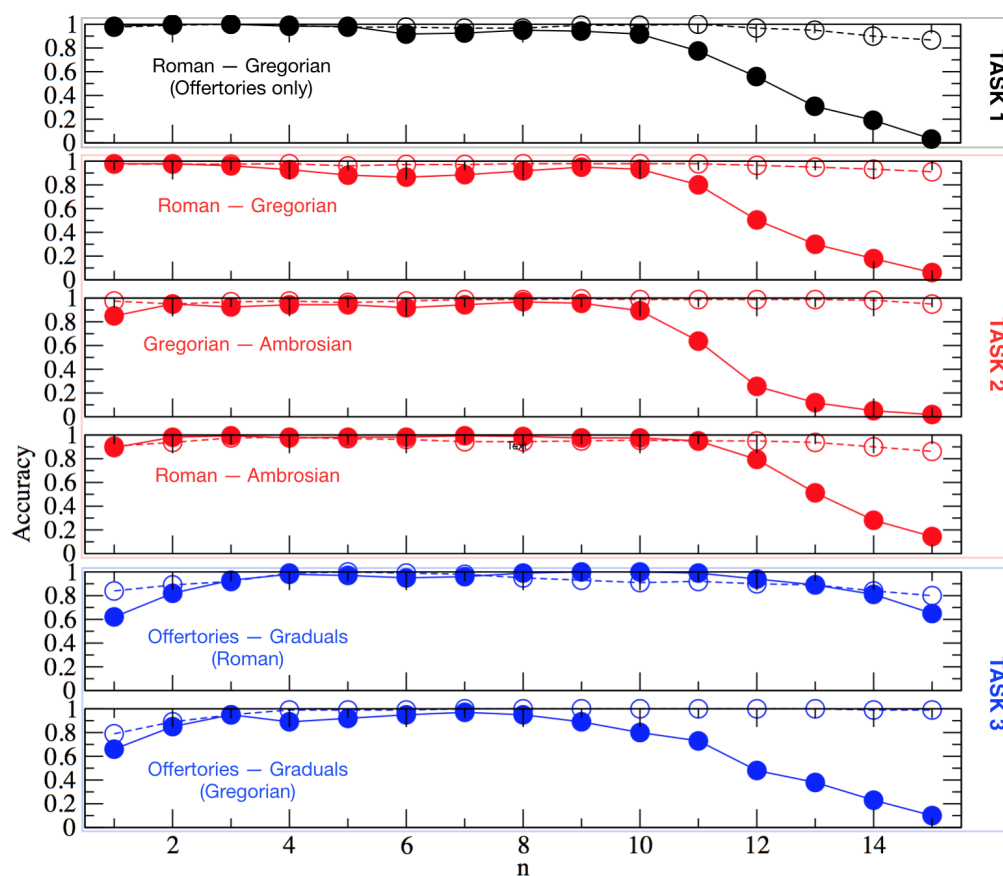 1
0.8
0.6
0.4
0.2
0
Roman — Gregorian
(Offertories only)
TASK 1
1
0.8
0.6
0.4
0.2
0
Roman — Gregorian
1
0.8
0.6
0.4
0.2
0
Gregorian — Ambrosian
TASK 2
1
0.8
0.6
0.4
0.2
0
Text
Roman — Ambrosian
Accuracy
1
0.8
0.6
0.4
0.2
0
Offertories — Graduals
(Roman)
TASK 3
1
0.8
0.6
0.4
0.2
0
Offertories — Graduals
(Gregorian)
2 4 6 8 10 12 14
n